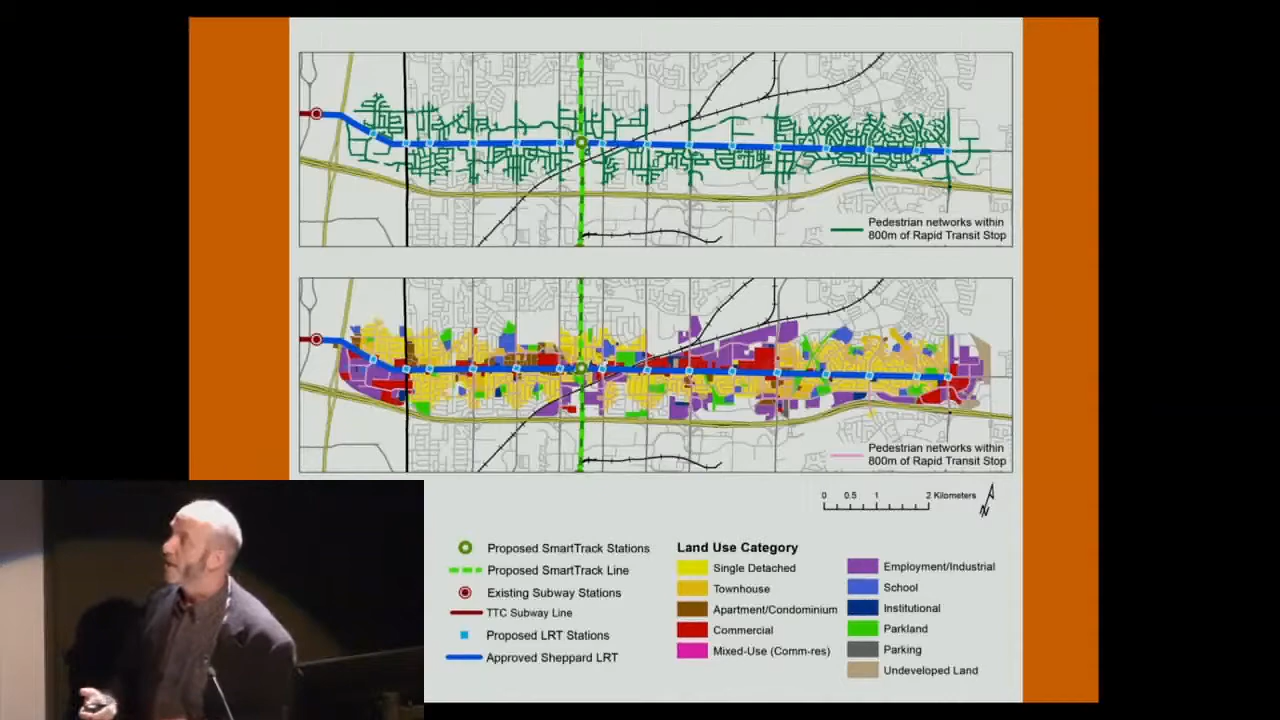 Pedestrian networks within
800m of Rapid Transit Stop
Pedestrian networks within
800m of Rapid Transit Stop
0 0.5 1 2 Kilometers
N
Proposed SmartTrack Stations
Proposed SmartTrack Line
Existing Subway Stations
TTC Subway Line
Proposed LRT Stations
Approved Sheppard LRT
Land Use Category
Single Detached
Townhouse
Apartment/Condominium
Commercial
Mixed-Use (Comm-res)
Employment/Industrial
School
Institutional
Parkland
Parking
Undeveloped Land